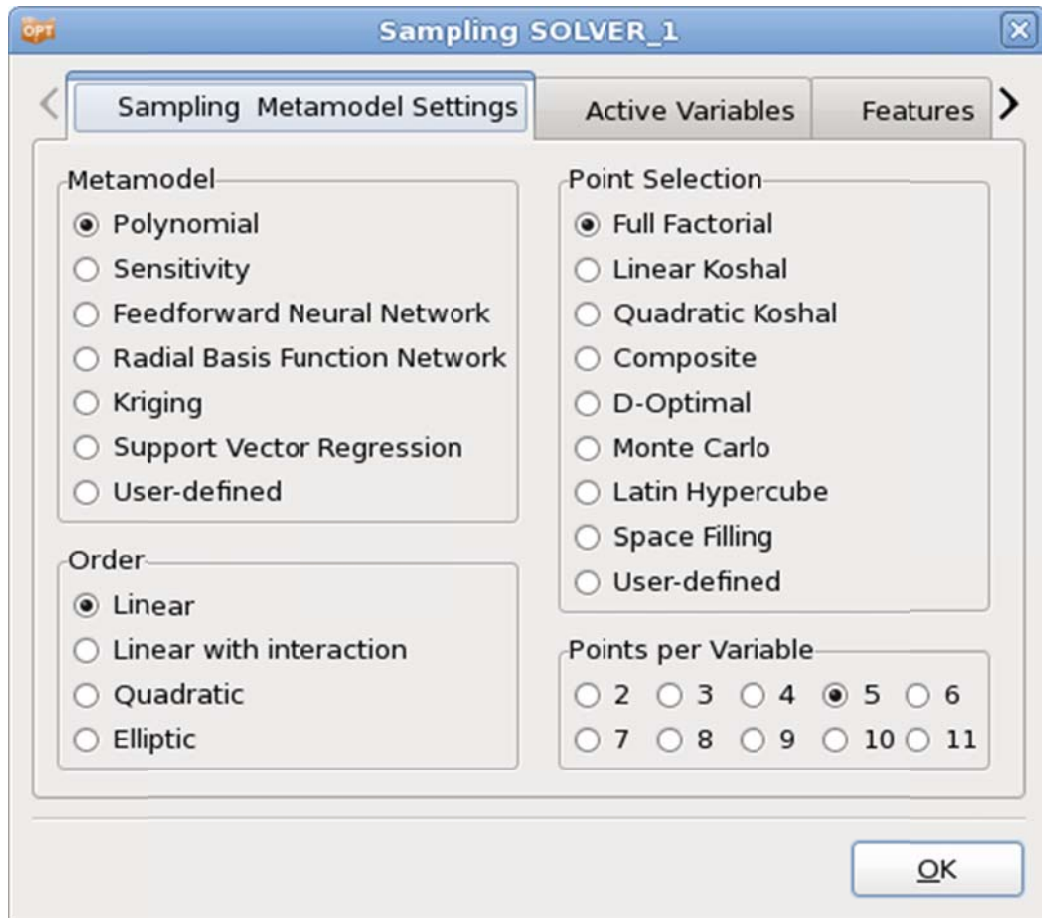 OPT
Sampling SOLVER_1
Sampling Metamodel Settings
Active Variables
Features
Metamodel
Polynomial
Sensitivity
Feedforward Neural Network
Radial Basis Function Network
Kriging
Support Vector Regression
User-defined
Order
Linear
Linear with interaction
Quadratic
Elliptic
Point Selection
Full Factorial
Linear Koshal
Quadratic Koshal
Composite
D-Optimal
Monte Carlo
Latin Hypercube
Space Filling
User-defined
Points per Variable
2 3 4 5 6
7 8 9 10 11
OK